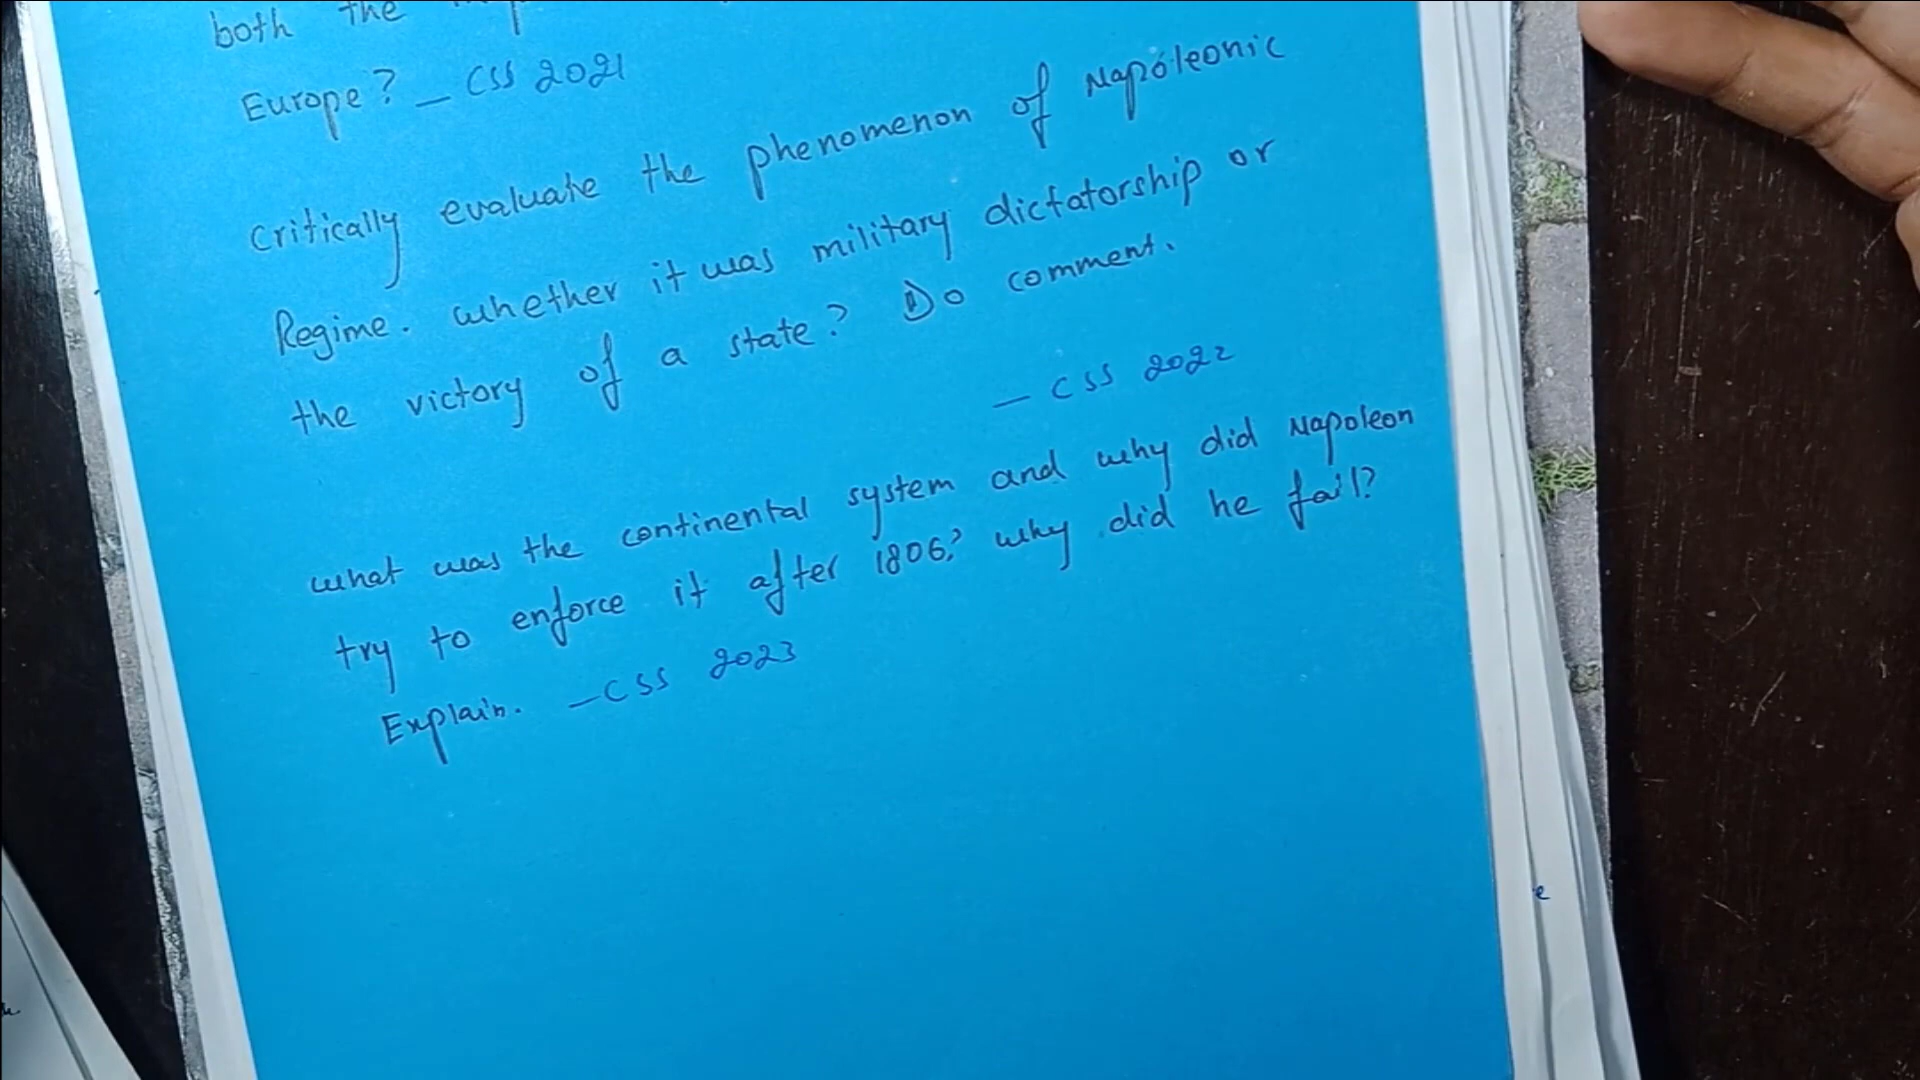 both the
Europe? _ CSS 2021
critically evaluate the phenomenon of Napoleonic
Regime. whether it was military dictatorship or
the victory of a state? Do comment.
_ CSS 2022
what was the continental system and why did Napoleon
try to enforce it after 1806? why did he fail?
Explain. _ CSS 2023
e